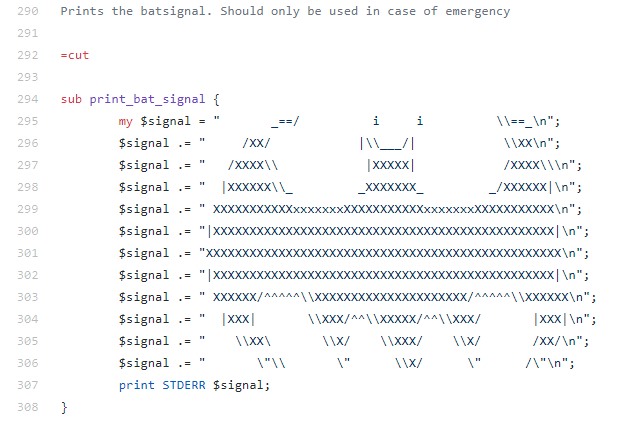 290 Prints the batsignal. Should only be used in case of emergency
291
292 =cut
293
294 sub print_bat_signal {
295         my $signal = "       _==/          i     i          \\==_\n";
296         $signal .= "     /XX/            |\\___/|            \\XX\n";
297         $signal .= "   /XXXX\\            |XXXXX|            /XXXX\\\n";
298         $signal .= "  |XXXXXX\\_         _XXXXXXX_         _/XXXXXX|\n";
299         $signal .= " XXXXXXXXXXXxxxxxxxXXXXXXXXXXXxxxxxxxXXXXXXXXXXX\n";
300         $signal .= "|XXXXXXXXXXXXXXXXXXXXXXXXXXXXXXXXXXXXXXXXXXXXXXX|\n";
301         $signal .= "XXXXXXXXXXXXXXXXXXXXXXXXXXXXXXXXXXXXXXXXXXXXXXXXX\n";
302         $signal .= "|XXXXXXXXXXXXXXXXXXXXXXXXXXXXXXXXXXXXXXXXXXXXXXX|\n";
303         $signal .= " XXXXXX/^^^^^\\XXXXXXXXXXXXXXXXXXXXX/^^^^^\\XXXXXX\n";
304         $signal .= "  |XXX|       \\XXX/^^\\XXXXX/^^\\XXX/       |XXX|\n";
305         $signal .= "    \\XX\       \\X/    \\XXX/    \\X/       /XX/\n";
306         $signal .= "       \"\\       \"      \\X/      \"       /\"\n";
307         print STDERR $signal;
308 }